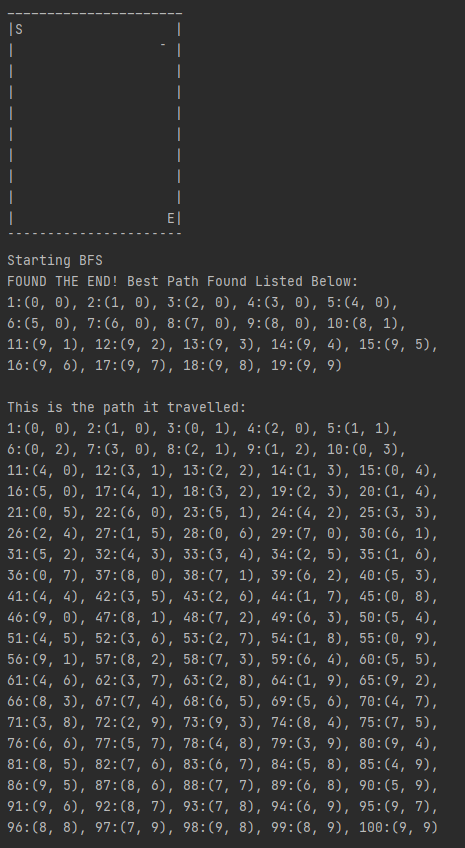 ______________________
|S                   |
|                  - |
|                    |
|                    |
|                    |
|                    |
|                    |
|                    |
|                    |
|                   E|
----------------------
Starting BFS
FOUND THE END! Best Path Found Listed Below:
1:(0, 0), 2:(1, 0), 3:(2, 0), 4:(3, 0), 5:(4, 0),
6:(5, 0), 7:(6, 0), 8:(7, 0), 9:(8, 0), 10:(8, 1),
11:(9, 1), 12:(9, 2), 13:(9, 3), 14:(9, 4), 15:(9, 5),
16:(9, 6), 17:(9, 7), 18:(9, 8), 19:(9, 9)
This is the path it travelled:
1:(0, 0), 2:(1, 0), 3:(0, 1), 4:(2, 0), 5:(1, 1),
6:(0, 2), 7:(3, 0), 8:(2, 1), 9:(1, 2), 10:(0, 3),
11:(4, 0), 12:(3, 1), 13:(2, 2), 14:(1, 3), 15:(0, 4),
16:(5, 0), 17:(4, 1), 18:(3, 2), 19:(2, 3), 20:(1, 4),
21:(0, 5), 22:(6, 0), 23:(5, 1), 24:(4, 2), 25:(3, 3),
26:(2, 4), 27:(1, 5), 28:(0, 6), 29:(7, 0), 30:(6, 1),
31:(5, 2), 32:(4, 3), 33:(3, 4), 34:(2, 5), 35:(1, 6),
36:(0, 7), 37:(8, 0), 38:(7, 1), 39:(6, 2), 40:(5, 3),
41:(4, 4), 42:(3, 5), 43:(2, 6), 44:(1, 7), 45:(0, 8),
46:(9, 0), 47:(8, 1), 48:(7, 2), 49:(6, 3), 50:(5, 4),
51:(4, 5), 52:(3, 6), 53:(2, 7), 54:(1, 8), 55:(0, 9),
56:(9, 1), 57:(8, 2), 58:(7, 3), 59:(6, 4), 60:(5, 5),
61:(4, 6), 62:(3, 7), 63:(2, 8), 64:(1, 9), 65:(9, 2),
66:(8, 3), 67:(7, 4), 68:(6, 5), 69:(5, 6), 70:(4, 7),
71:(3, 8), 72:(2, 9), 73:(9, 3), 74:(8, 4), 75:(7, 5),
76:(6, 6), 77:(5, 7), 78:(4, 8), 79:(3, 9), 80:(9, 4),
81:(8, 5), 82:(7, 6), 83:(6, 7), 84:(5, 8), 85:(4, 9),
86:(9, 5), 87:(8, 6), 88:(7, 7), 89:(6, 8), 90:(5, 9),
91:(9, 6), 92:(8, 7), 93:(7, 8), 94:(6, 9), 95:(9, 7),
96:(8, 8), 97:(7, 9), 98:(9, 8), 99:(8, 9), 100:(9, 9)